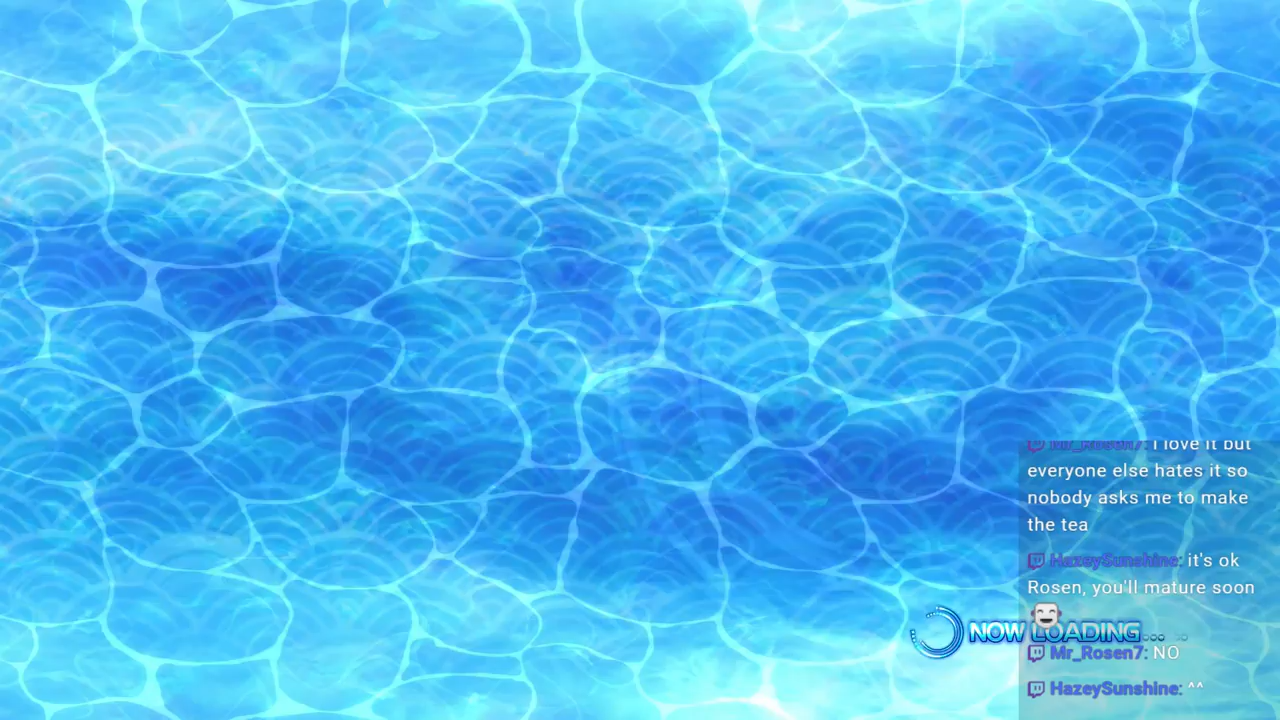 Mr_Rosen7: I love it but
everyone else hates it so
nobody asks me to make
the tea
HazeySunshine: it's ok
Rosen, you'll mature soon
NOW LOADING...
Mr_Rosen7: NO
HazeySunshine: ^^